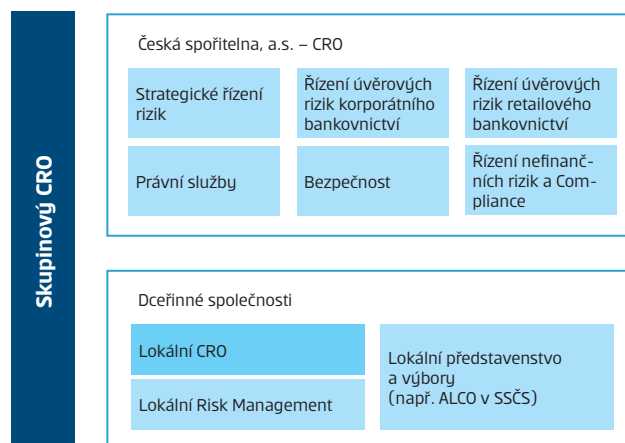 Skupinový CRO
Česká spořitelna, a.s. – CRO
Strategické řízení
rizik
Řízení úvěrových
rizik korporátního
bankovnictví
Řízení úvěrových
rizik retailového
bankovnictví
Právní služby
Bezpečnost
Řízení nefinanč-
ních rizik a Com-
pliance
Dceřinné společnosti
Lokální CRO
Lokální Risk Management
Lokální představenstvo
a výbory
(např. ALCO v SSČS)